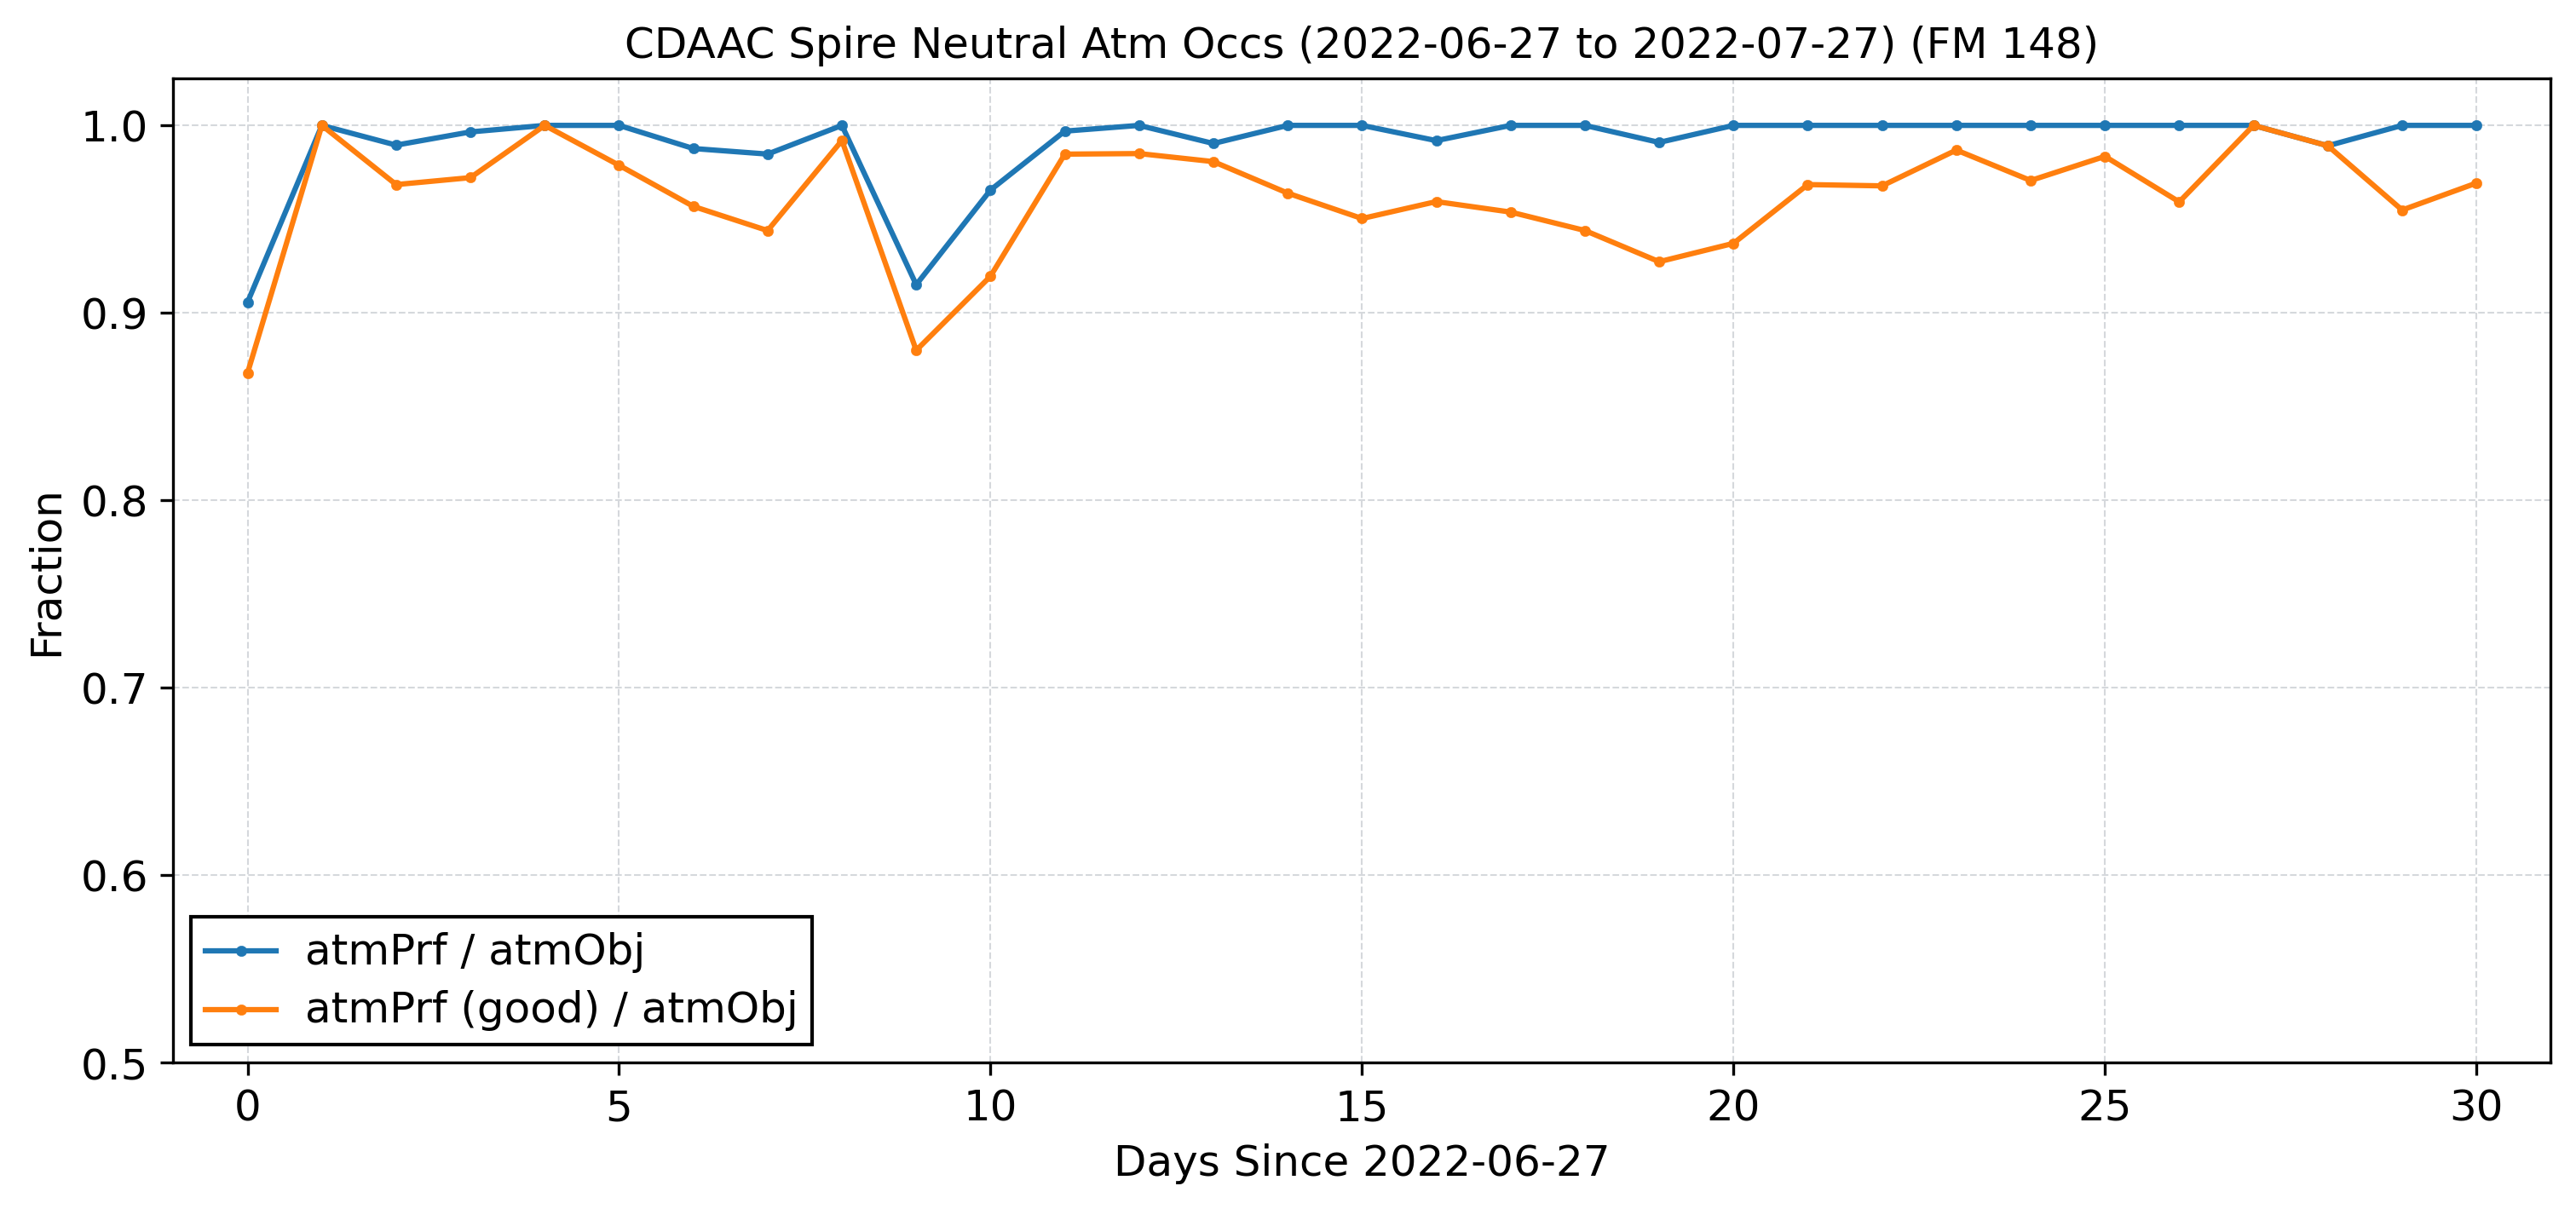 CDAAC Spire Neutral Atm Occs (2022-06-27 to 2022-07-27) (FM 148)
1.0
0.9
0.8
0.7
0.6
0.5
Fraction
atmPrf / atmObj
atmPrf (good) / atmObj
0 5 10 15 20 25 30
Days Since 2022-06-27